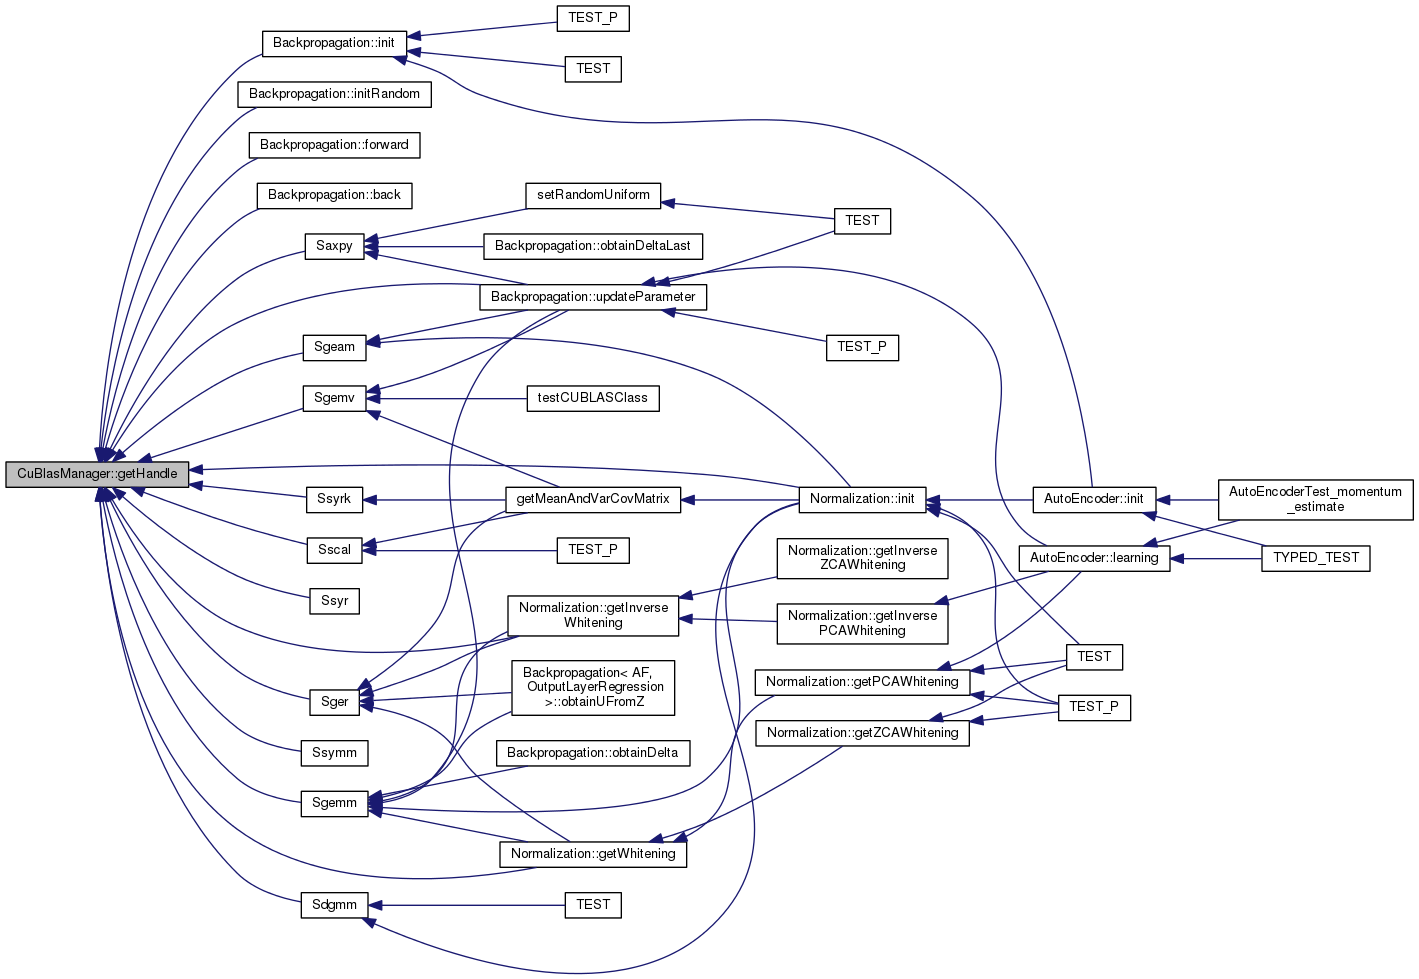 TEST_P
Backpropagation::init
TEST
Backpropagation::initRandom
Backpropagation::forward
Backpropagation::back
setRandomUniform
TEST
Saxpy
Backpropagation::obtainDeltaLast
Backpropagation::updateParameter
Sgeam
TEST_P
Sgemv
testCUBLASClass
CuBlasManager::getHandle
Ssyrk
getMeanAndVarCovMatrix
Normalization::init
AutoEncoder::init
AutoEncoderTest_momentum
_estimate
Sscal
TEST_P
Normalization::getInverse
ZCAWhitening
AutoEncoder::learning
TYPED_TEST
Ssyr
Normalization::getInverse
Whitening
Normalization::getInverse
PCAWhitening
TEST
Sger
Backpropagation< AF,
OutputLayerRegression
>::obtainUFromZ
Normalization::getPCAWhitening
TEST_P
Normalization::getZCAWhitening
Ssymm
Backpropagation::obtainDelta
Sgemm
Normalization::getWhitening
Sdgmm
TEST